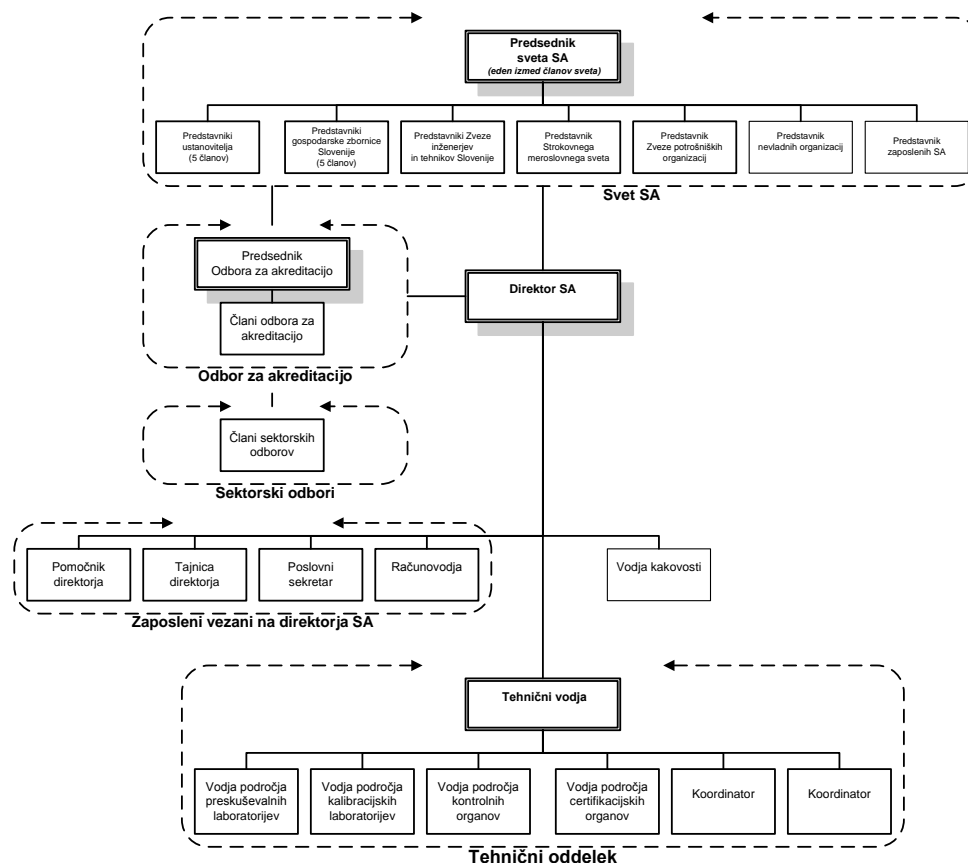 Predsednik
sveta SA
(eden izmed članov sveta)
Predstavniki
ustanovitelja
(5 članov)
Predstavniki
gospodarske zbornice
Slovenije
(5 članov)
Predstavniki Zveze
inženerjev
in tehnikov Slovenije
Predstavnik
Strokovnega
meroslovnega sveta
Predstavnik
Zveze potrošniških
organizacij
Predstavnik
nevladnih organizacij
Predstavnik
zaposlenih SA
Svet SA
Predsednik
Odbora za akreditacijo
Člani odbora za
akreditacijo
Odbor za akreditacijo
Direktor SA
Člani sektorskih
odborov
Sektorski odbori
Pomočnik
direktorja
Tajnica
direktorja
Poslovni
sekretar
Računovodja
Vodja kakovosti
Zaposleni vezani na direktorja SA
Tehnični vodja
Vodja področja
preskuševalnih
laboratorijev
Vodja področja
kalibracijskih
laboratorijev
Vodja področja
kontrolnih
organov
Vodja področja
certifikacijskih
organov
Koordinator
Koordinator
Tehnični oddelek